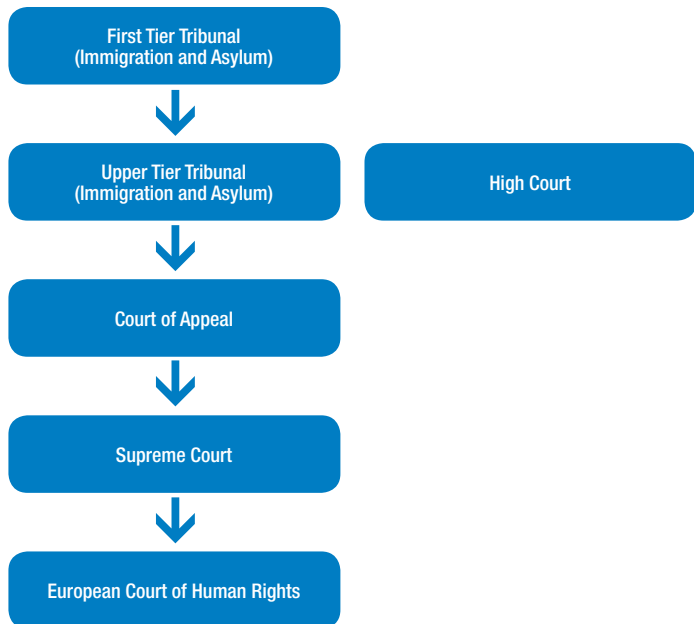 First Tier Tribunal
(Immigration and Asylum)
Upper Tier Tribunal
(Immigration and Asylum)
High Court
Court of Appeal
Supreme Court
European Court of Human Rights